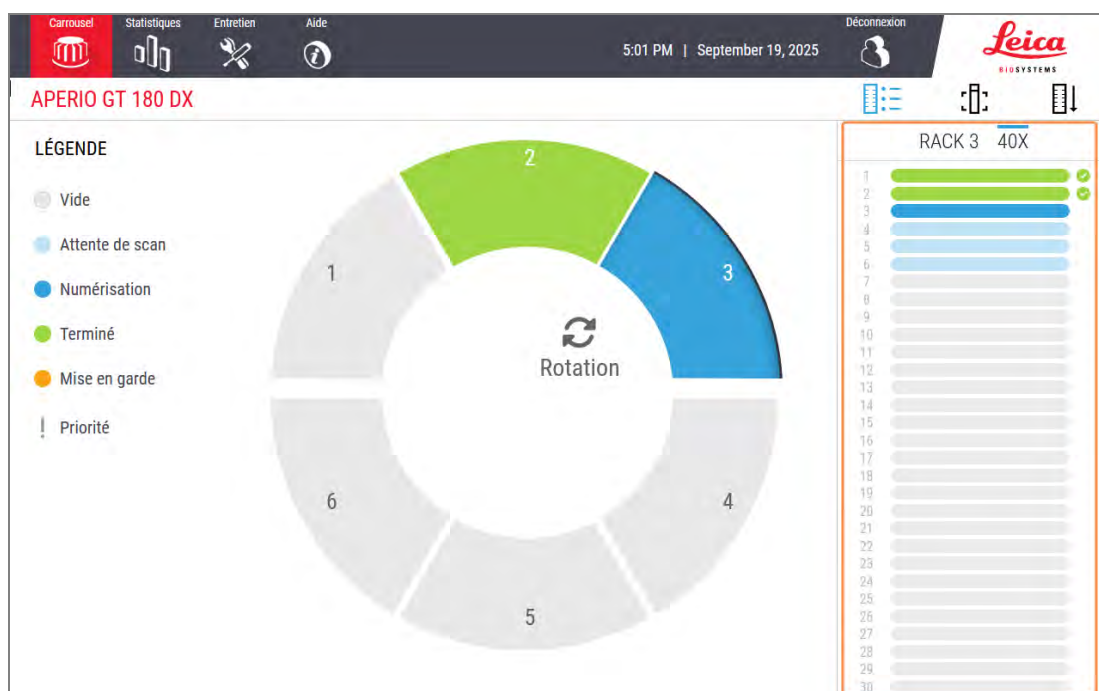 Carrousel Statistiques Entretien Aide Déconnexion
5:01 PM | September 19, 2025
Leica
BIOSYSTEMS
APERIO GT 180 DX
LÉGENDE
Vide
Attente de scan
Numérisation
Terminé
Mise en garde
! Priorité
1
2
3
4
5
6
Rotation
RACK 3 40X
1
2
3
4
5
6
7
8
9
10
11
12
13
14
15
16
17
18
19
20
21
22
23
24
25
26
27
28
29
30